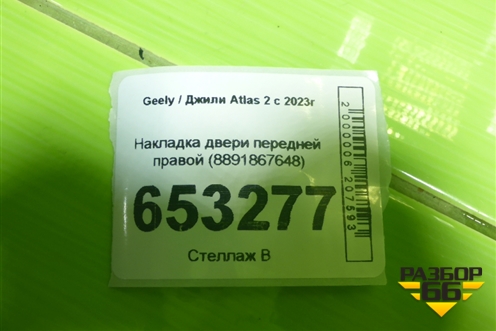 Geely / Джили Atlas 2 с 2023г
Накладка двери передней
правой (8891867648)
653277
Стеллаж В
2000006207593
РАЗБОР
66